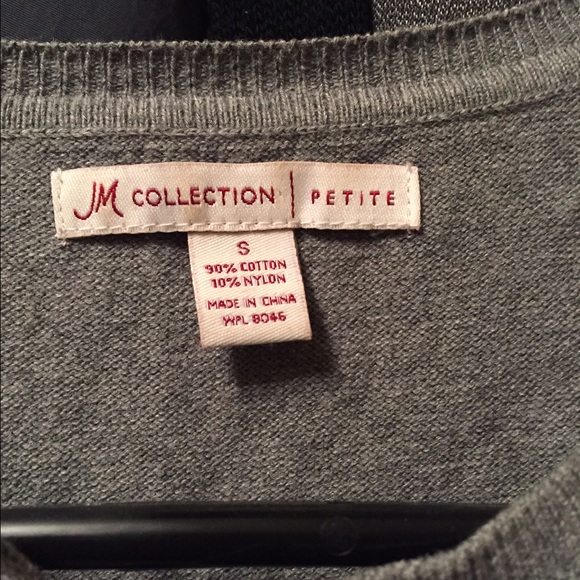 JM COLLECTION | PETITE
S
90% COTTON
10% NYLON
MADE IN CHINA
WPL 8046